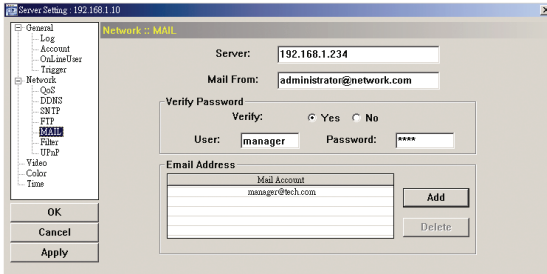 Server Setting : 192.168.1.10
General
Log
Account
OnLineUser
Trigger
Network
QoS
DDNS
SNTP
FTP
MAIL
Filter
UPnP
Video
Color
Time
OK
Cancel
Apply
Network :: MAIL
Server: 192.168.1.234
Mail From: administrator@network.com
Verify Password
Verify: Yes No
User: manager Password: ****
Email Address
Mail Account
manager@tech.com
Add
Delete